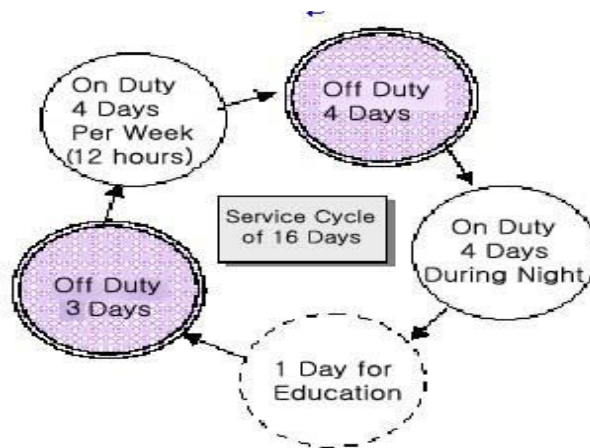 On Duty
4 Days
Per Week
(12 hours)
Off Duty
4 Days
Service Cycle
of 16 Days
On Duty
4 Days
During Night
Off Duty
3 Days
1 Day for
Education